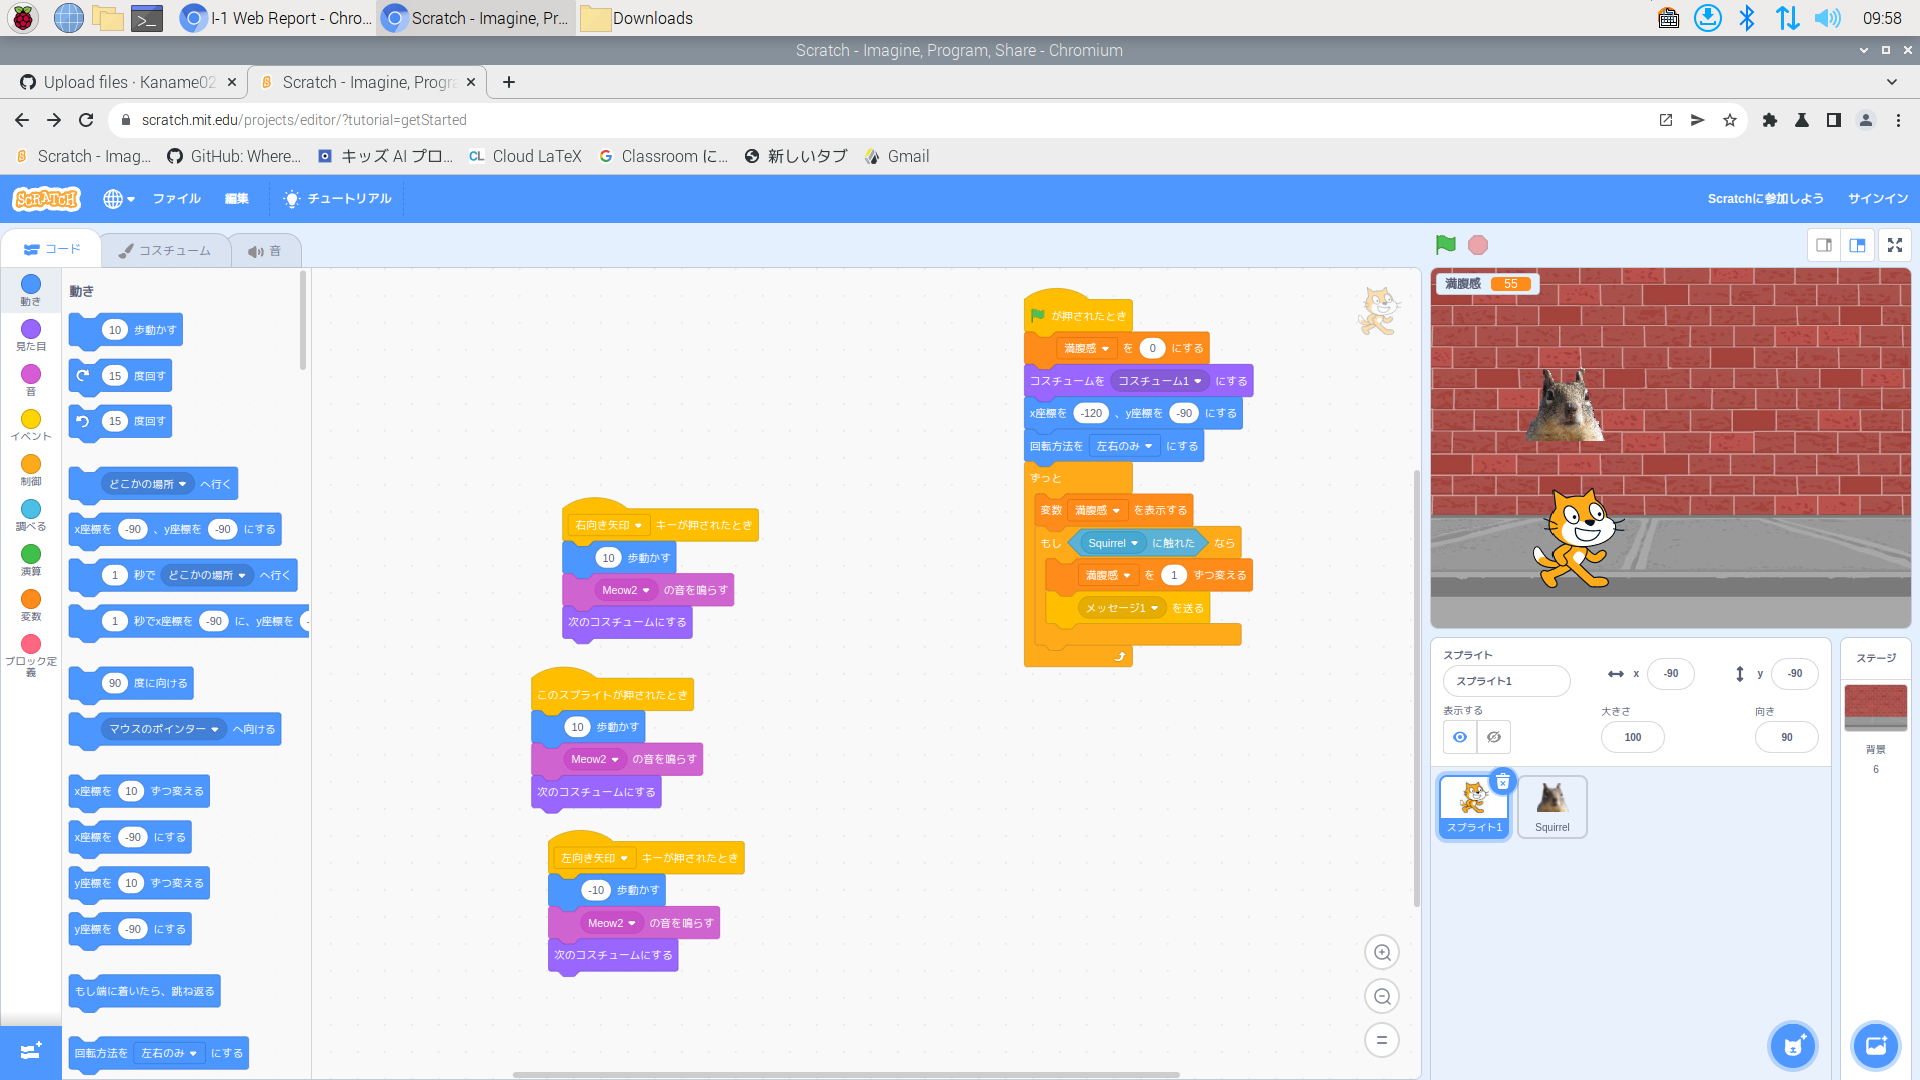 I-1 Web Report - Chro...
Scratch - Imagine, Pr...
Downloads
09:58
Scratch - Imagine, Program, Share - Chromium
Upload files · Kaname02
Scratch - Imagine, Progra
scratch.mit.edu/projects/editor/?tutorial=getStarted
Scratch - Imag...
GitHub: Where...
キッズ AI プロ...
CL Cloud LaTeX
Classroom に...
新しいタブ
Gmail
SCRATCH
ファイル
編集
チュートリアル
Scratchに参加しよう
サインイン
コード
コスチューム
音
動き
見た目
音
イベント
制御
調べる
演算
変数
ブロック定
義
動き
10 歩動かす
15 度回す
15 度回す
どこかの場所 へ行く
x座標を -90 、y座標を -90 にする
1 秒で どこかの場所 へ行く
1 秒でx座標を -90 に、y座標を -
90 度に向ける
マウスのポインター へ向ける
x座標を 10 ずつ変える
x座標を -90 にする
y座標を 10 ずつ変える
y座標を -90 にする
もし端に着いたら、跳ね返る
回転方法を 左右のみ にする
右向き矢印 キーが押されたとき
10 歩動かす
Meow2 の音を鳴らす
次のコスチュームにする
このスプライトが押されたとき
10 歩動かす
Meow2 の音を鳴らす
次のコスチュームにする
左向き矢印 キーが押されたとき
-10 歩動かす
Meow2 の音を鳴らす
次のコスチュームにする
が押されたとき
満腹感 を 0 にする
コスチュームを コスチューム1 にする
x座標を -120 、y座標を -90 にする
回転方法を 左右のみ にする
ずっと
変数 満腹感 を表示する
もし Squirrel に触れた なら
満腹感 を 1 ずつ変える
メッセージ1 を送る
満腹感 55
スプライト
スプライト1
x -90
y -90
表示する
大きさ
100
向き
90
スプライト1
Squirrel
ステージ
背景
6